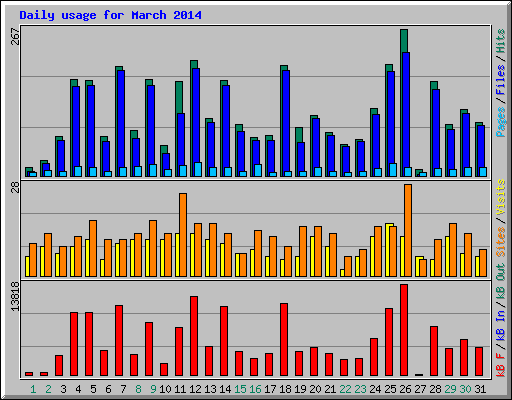 Daily usage for March 2014
267
Pages / Files / Hits
28
Sites / Visits
13818
kB F / kB In / kB Out
1 2 3 4 5 6 7 8 9 10 11 12 13 14 15 16 17 18 19 20 21 22 23 24 25 26 27 28 29 30 31